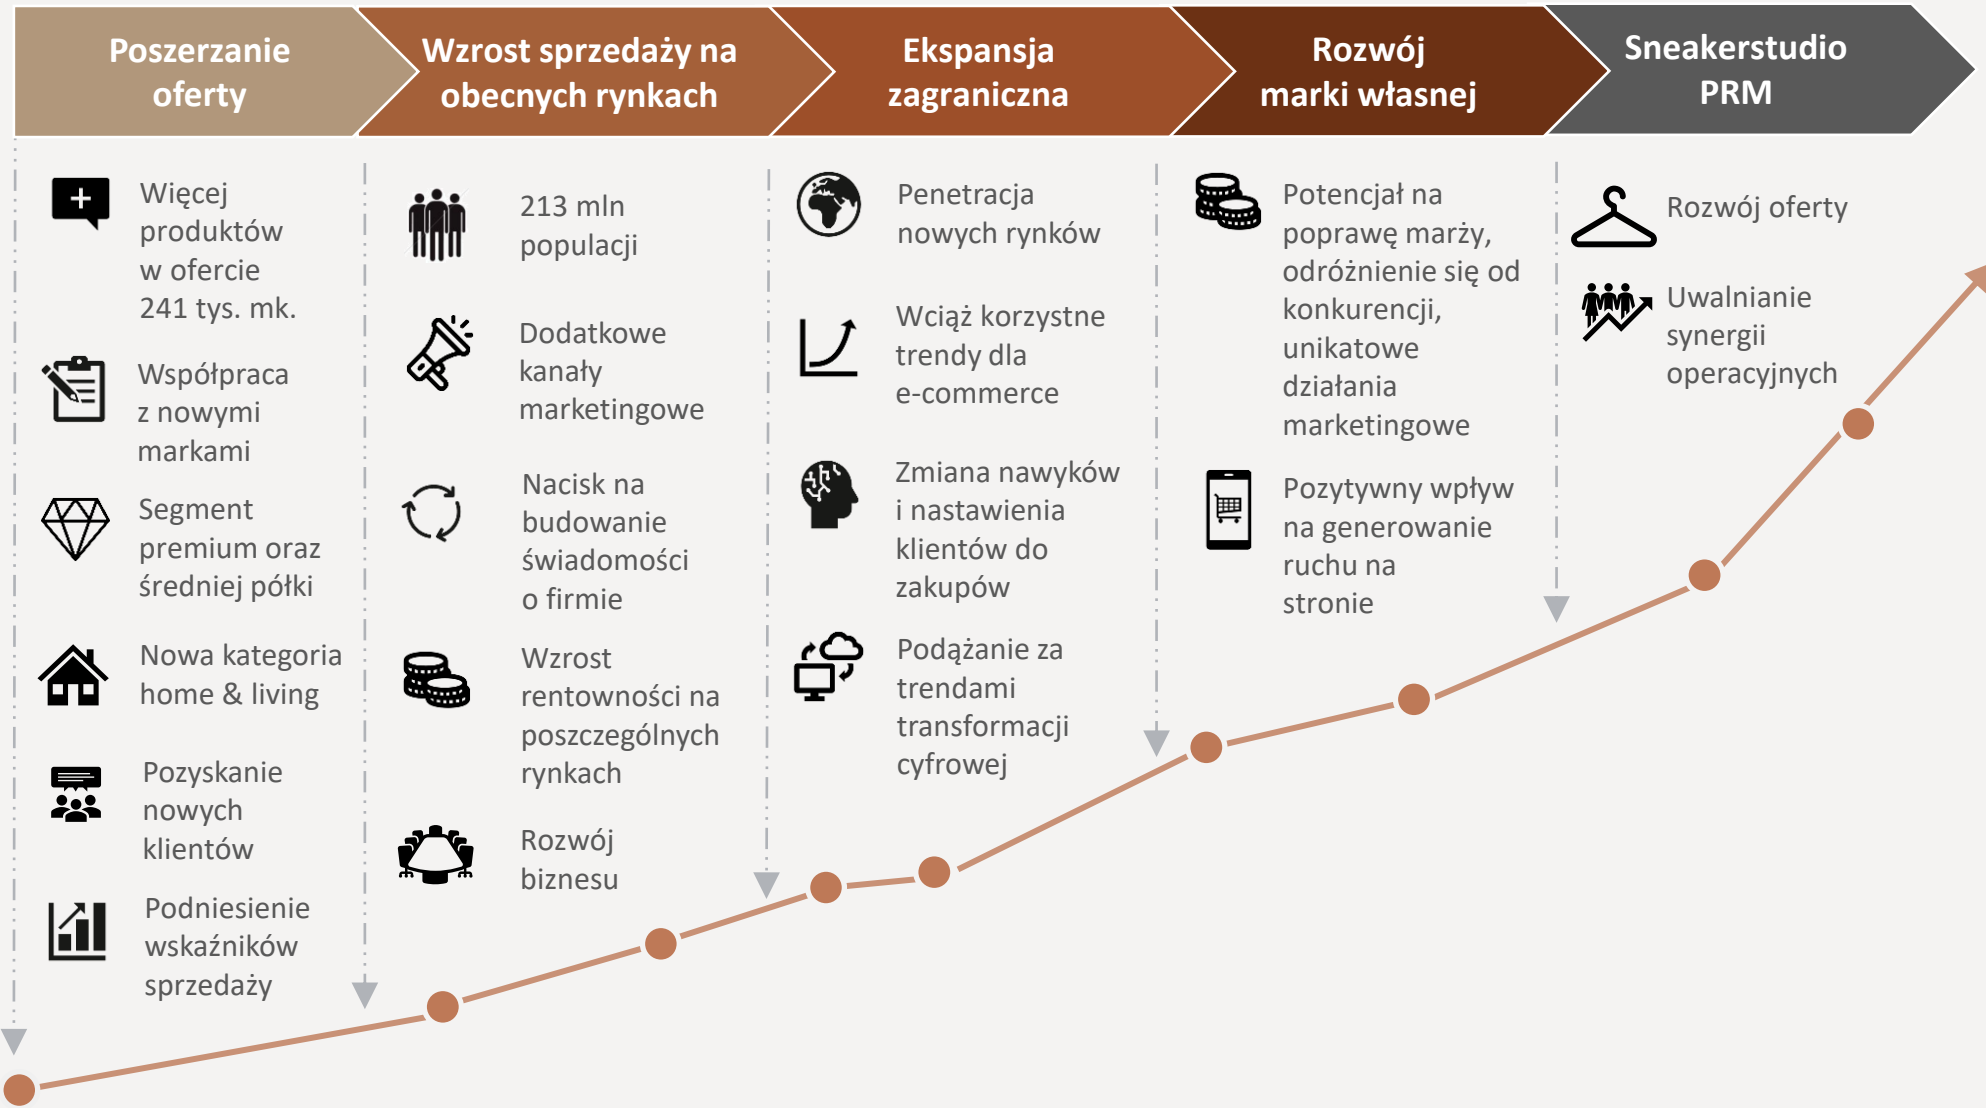 Poszerzanie
oferty
Wzrost sprzedaży na
obecnych rynkach
Ekspansja
zagraniczna
Rozwój
marki własnej
Sneakerstudio
PRM
Więcej
produktów
w ofercie
241 tys. mk.
Współpraca
z nowymi
markami
Segment
premium oraz
średniej półki
Nowa kategoria
home & living
Pozyskanie
nowych
klientów
Podniesienie
wskaźników
sprzedaży
213 mln
populacji
Dodatkowe
kanały
marketingowe
Nacisk na
budowanie
świadomości
o firmie
Wzrost
rentowności na
poszczególnych
rynkach
Rozwój
biznesu
Penetracja
nowych rynków
Wciąż korzystne
trendy dla
e-commerce
Zmiana nawyków
i nastawienia
klientów do
zakupów
Podążanie za
trendami
transformacji
cyfrowej
Potencjał na
poprawę marży,
odróżnienie się od
konkurencji,
unikatowe
działania
marketingowe
Pozytywny wpływ
na generowanie
ruchu na
stronie
Rozwój oferty
Uwalnianie
synergii
operacyjnych